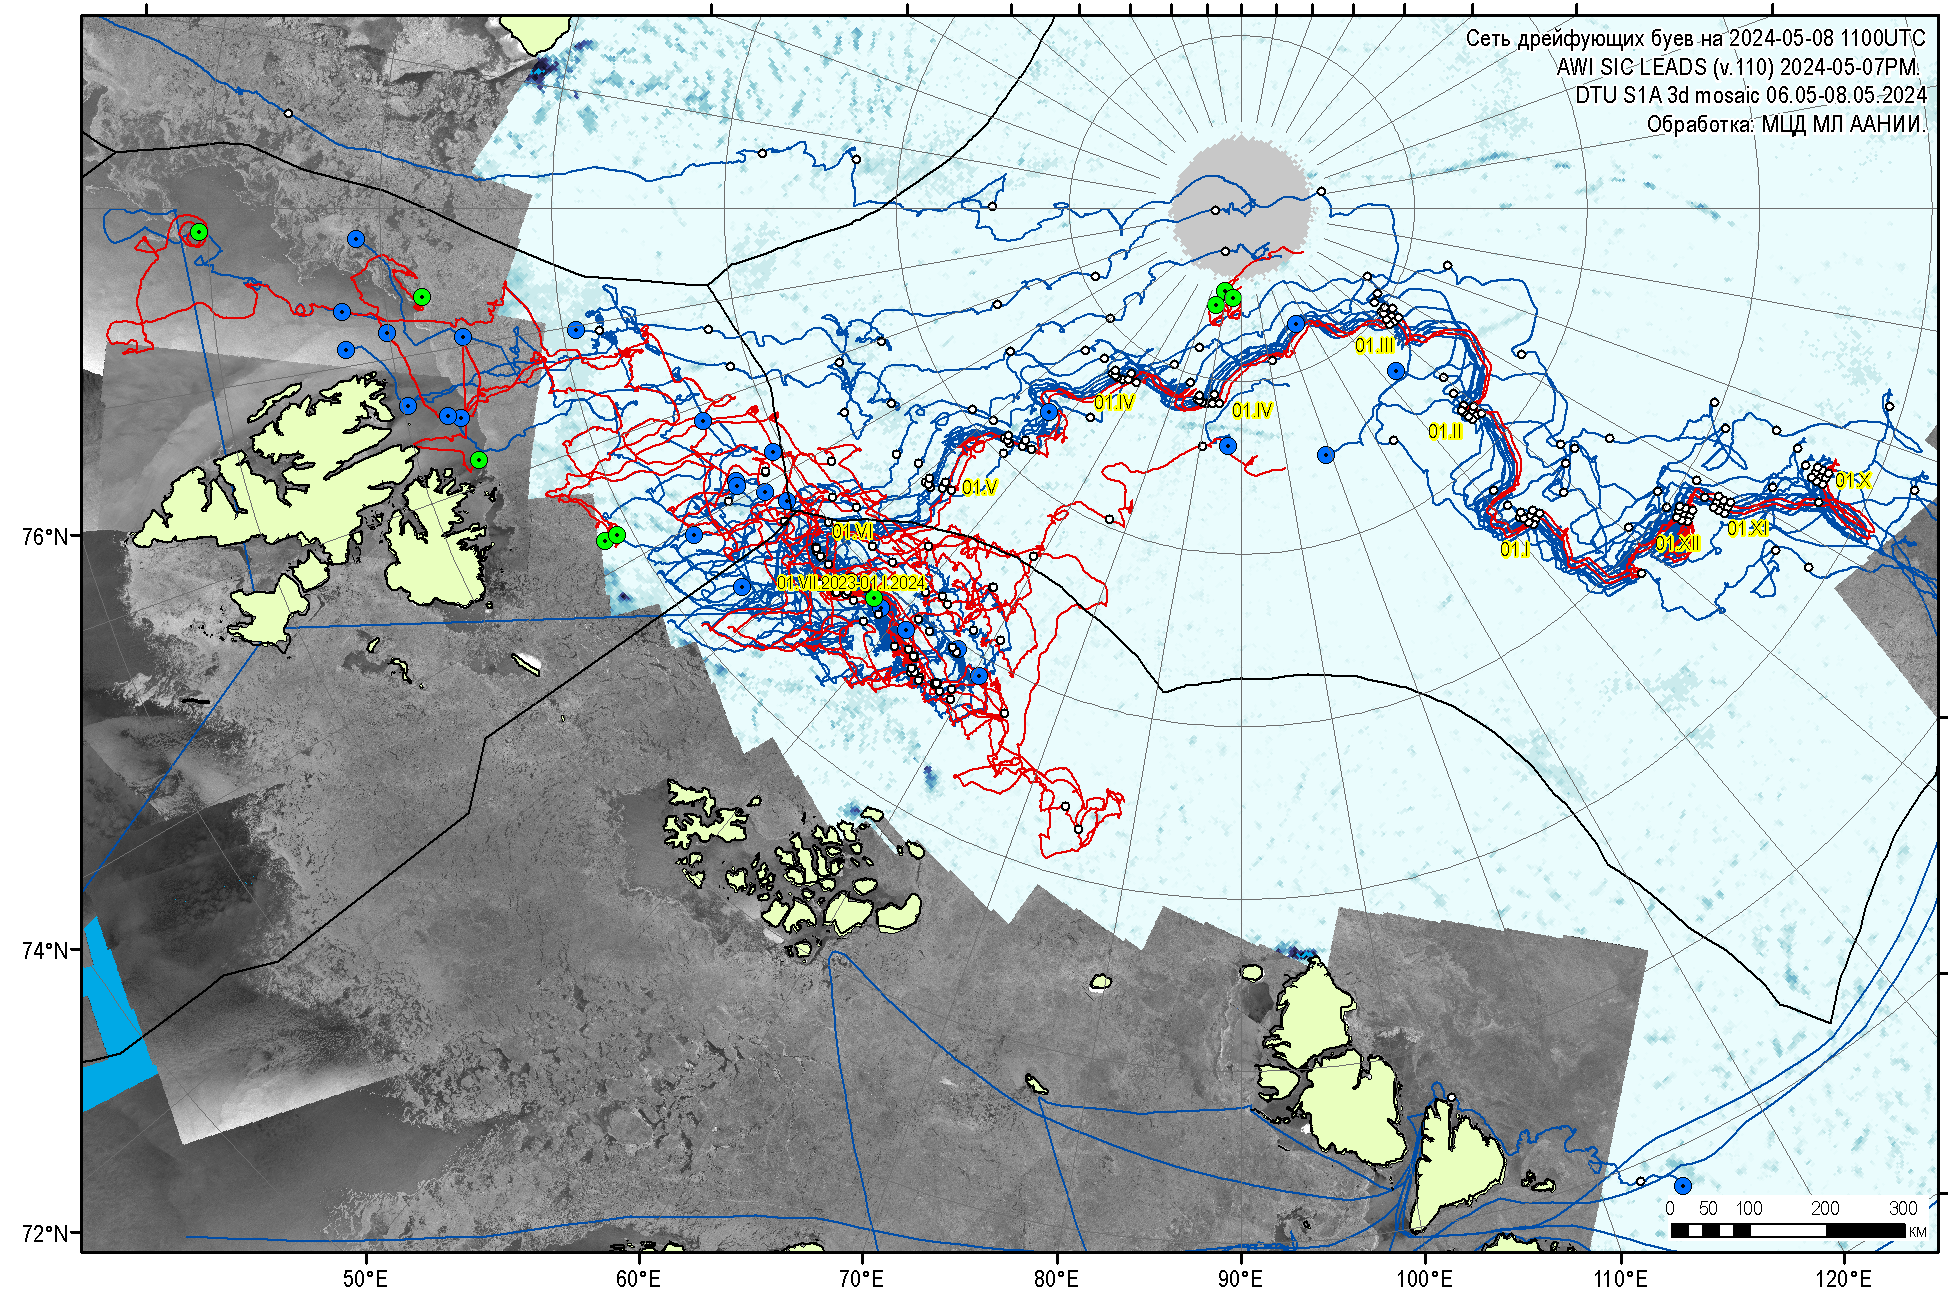 Сеть дрейфующих буев на 2024-05-08 1100UTC
AWI SIC LEADS (v.110) 2024-05-07PM.
DTU S1A 3d mosaic 06.05-08.05.2024
Обработка: МЦД МЛ ААНИИ.
01.III
01.IV
01.IV
01.II
01.V
01.X
01.VI
01.XI
01.XII
01.I
01.VII.2023-01.I.2024
76°N
74°N
72°N
0 50 100 200 300
КМ
50°E 60°E 70°E 80°E 90°E 100°E 110°E 120°E